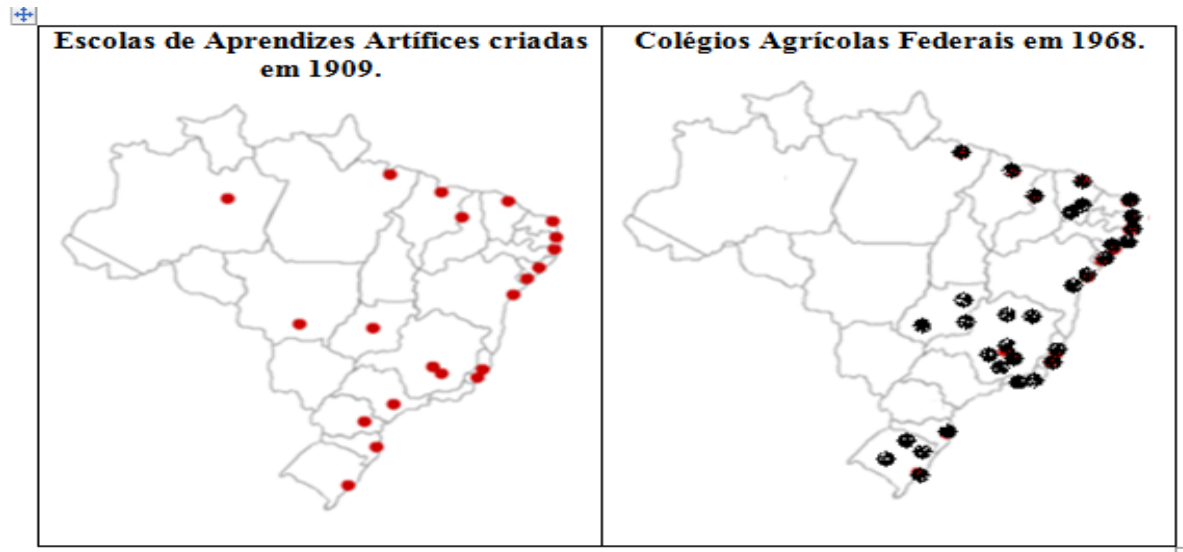 Escolas de Aprendizes Artífices criadas
em 1909.
Colégios Agrícolas Federais em 1968.